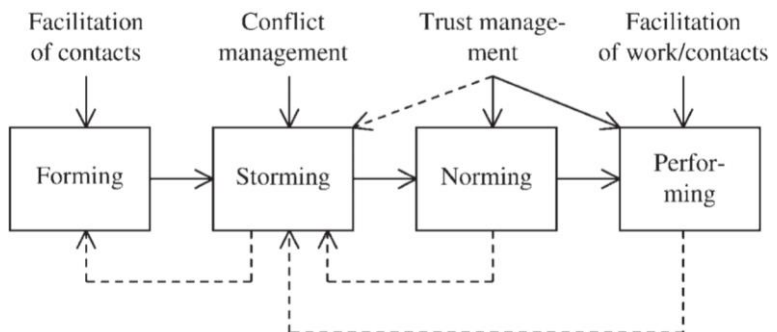 Facilitation
of contacts
Conflict
management
Trust manage-
ment
Facilitation
of work/contacts
Forming
Storming
Norming
Perfor-
ming